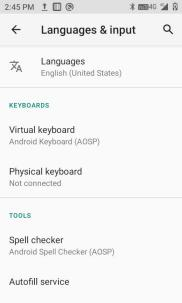 2:45 PM 4G
Languages & input
Languages
English (United States)
KEYBOARDS
Virtual keyboard
Android Keyboard (AOSP)
Physical keyboard
Not connected
TOOLS
Spell checker
Android Spell Checker (AOSP)
Autofill service